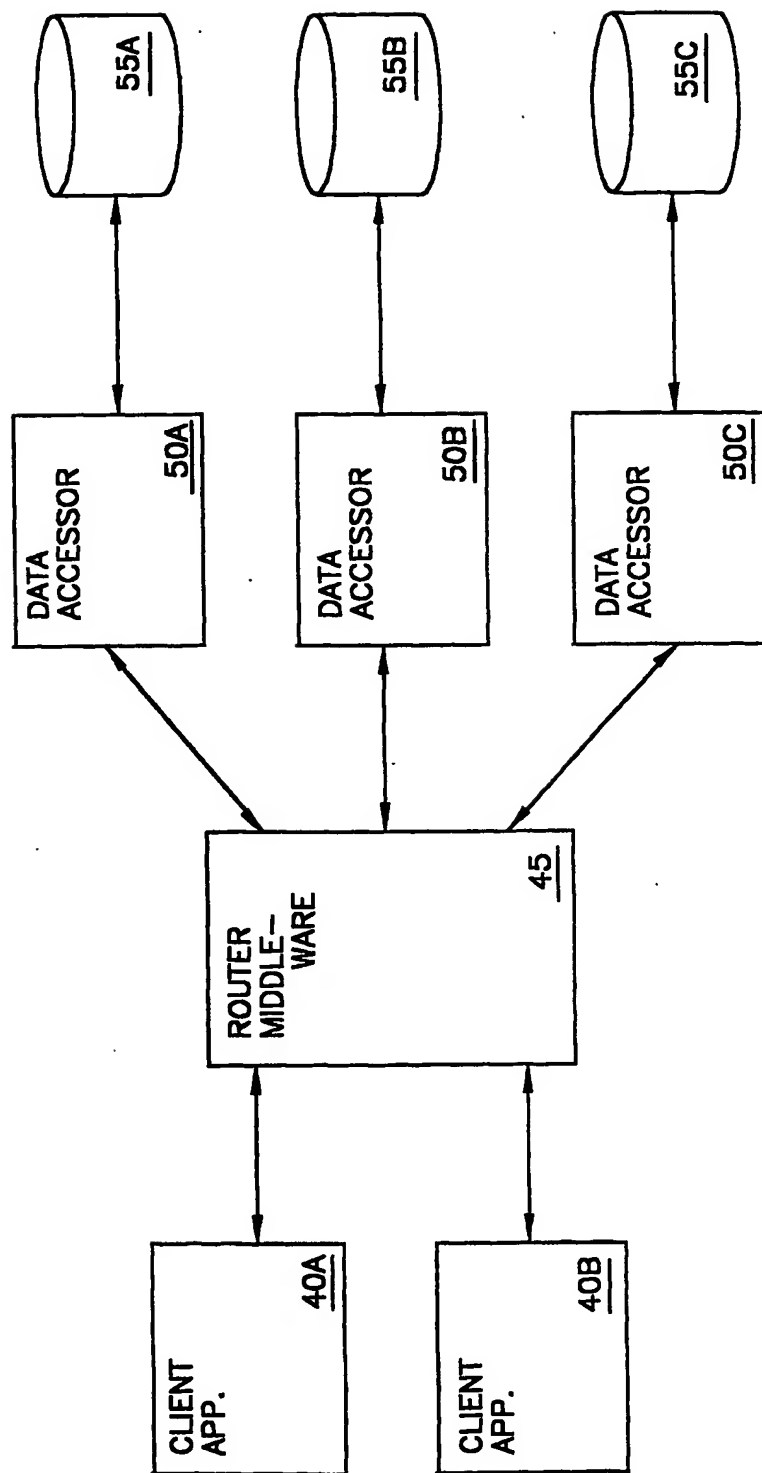 CLIENT
APP.
40A
CLIENT
APP.
40B
ROUTER
MIDDLE-
WARE
45
DATA
ACCESSOR
50A
DATA
ACCESSOR
50B
DATA
ACCESSOR
50C
55A
55B
55C